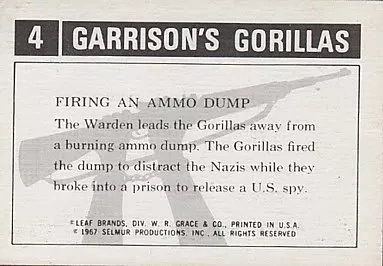 4 GARRISON'S GORILLAS
FIRING AN AMMO DUMP
The Warden leads the Gorillas away from
a burning ammo dump. The Gorillas fired
the dump to distract the Nazis while they
broke into a prison to release a U.S. spy.
©LEAF BRANDS, DIV. W. R. GRACE & CO., PRINTED IN U.S.A.
© 1967 SELMUR PRODUCTIONS, INC., ALL RIGHTS RESERVED